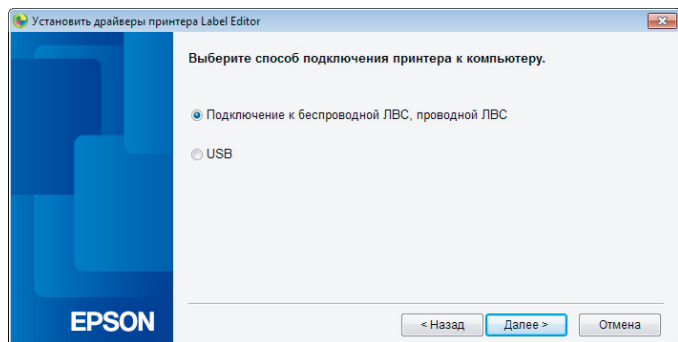 Установить драйверы принтера Label Editor
Выберите способ подключения принтера к компьютеру.
Подключение к беспроводной ЛВС, проводной ЛВС
USB
EPSON
< Назад
Далее >
Отмена